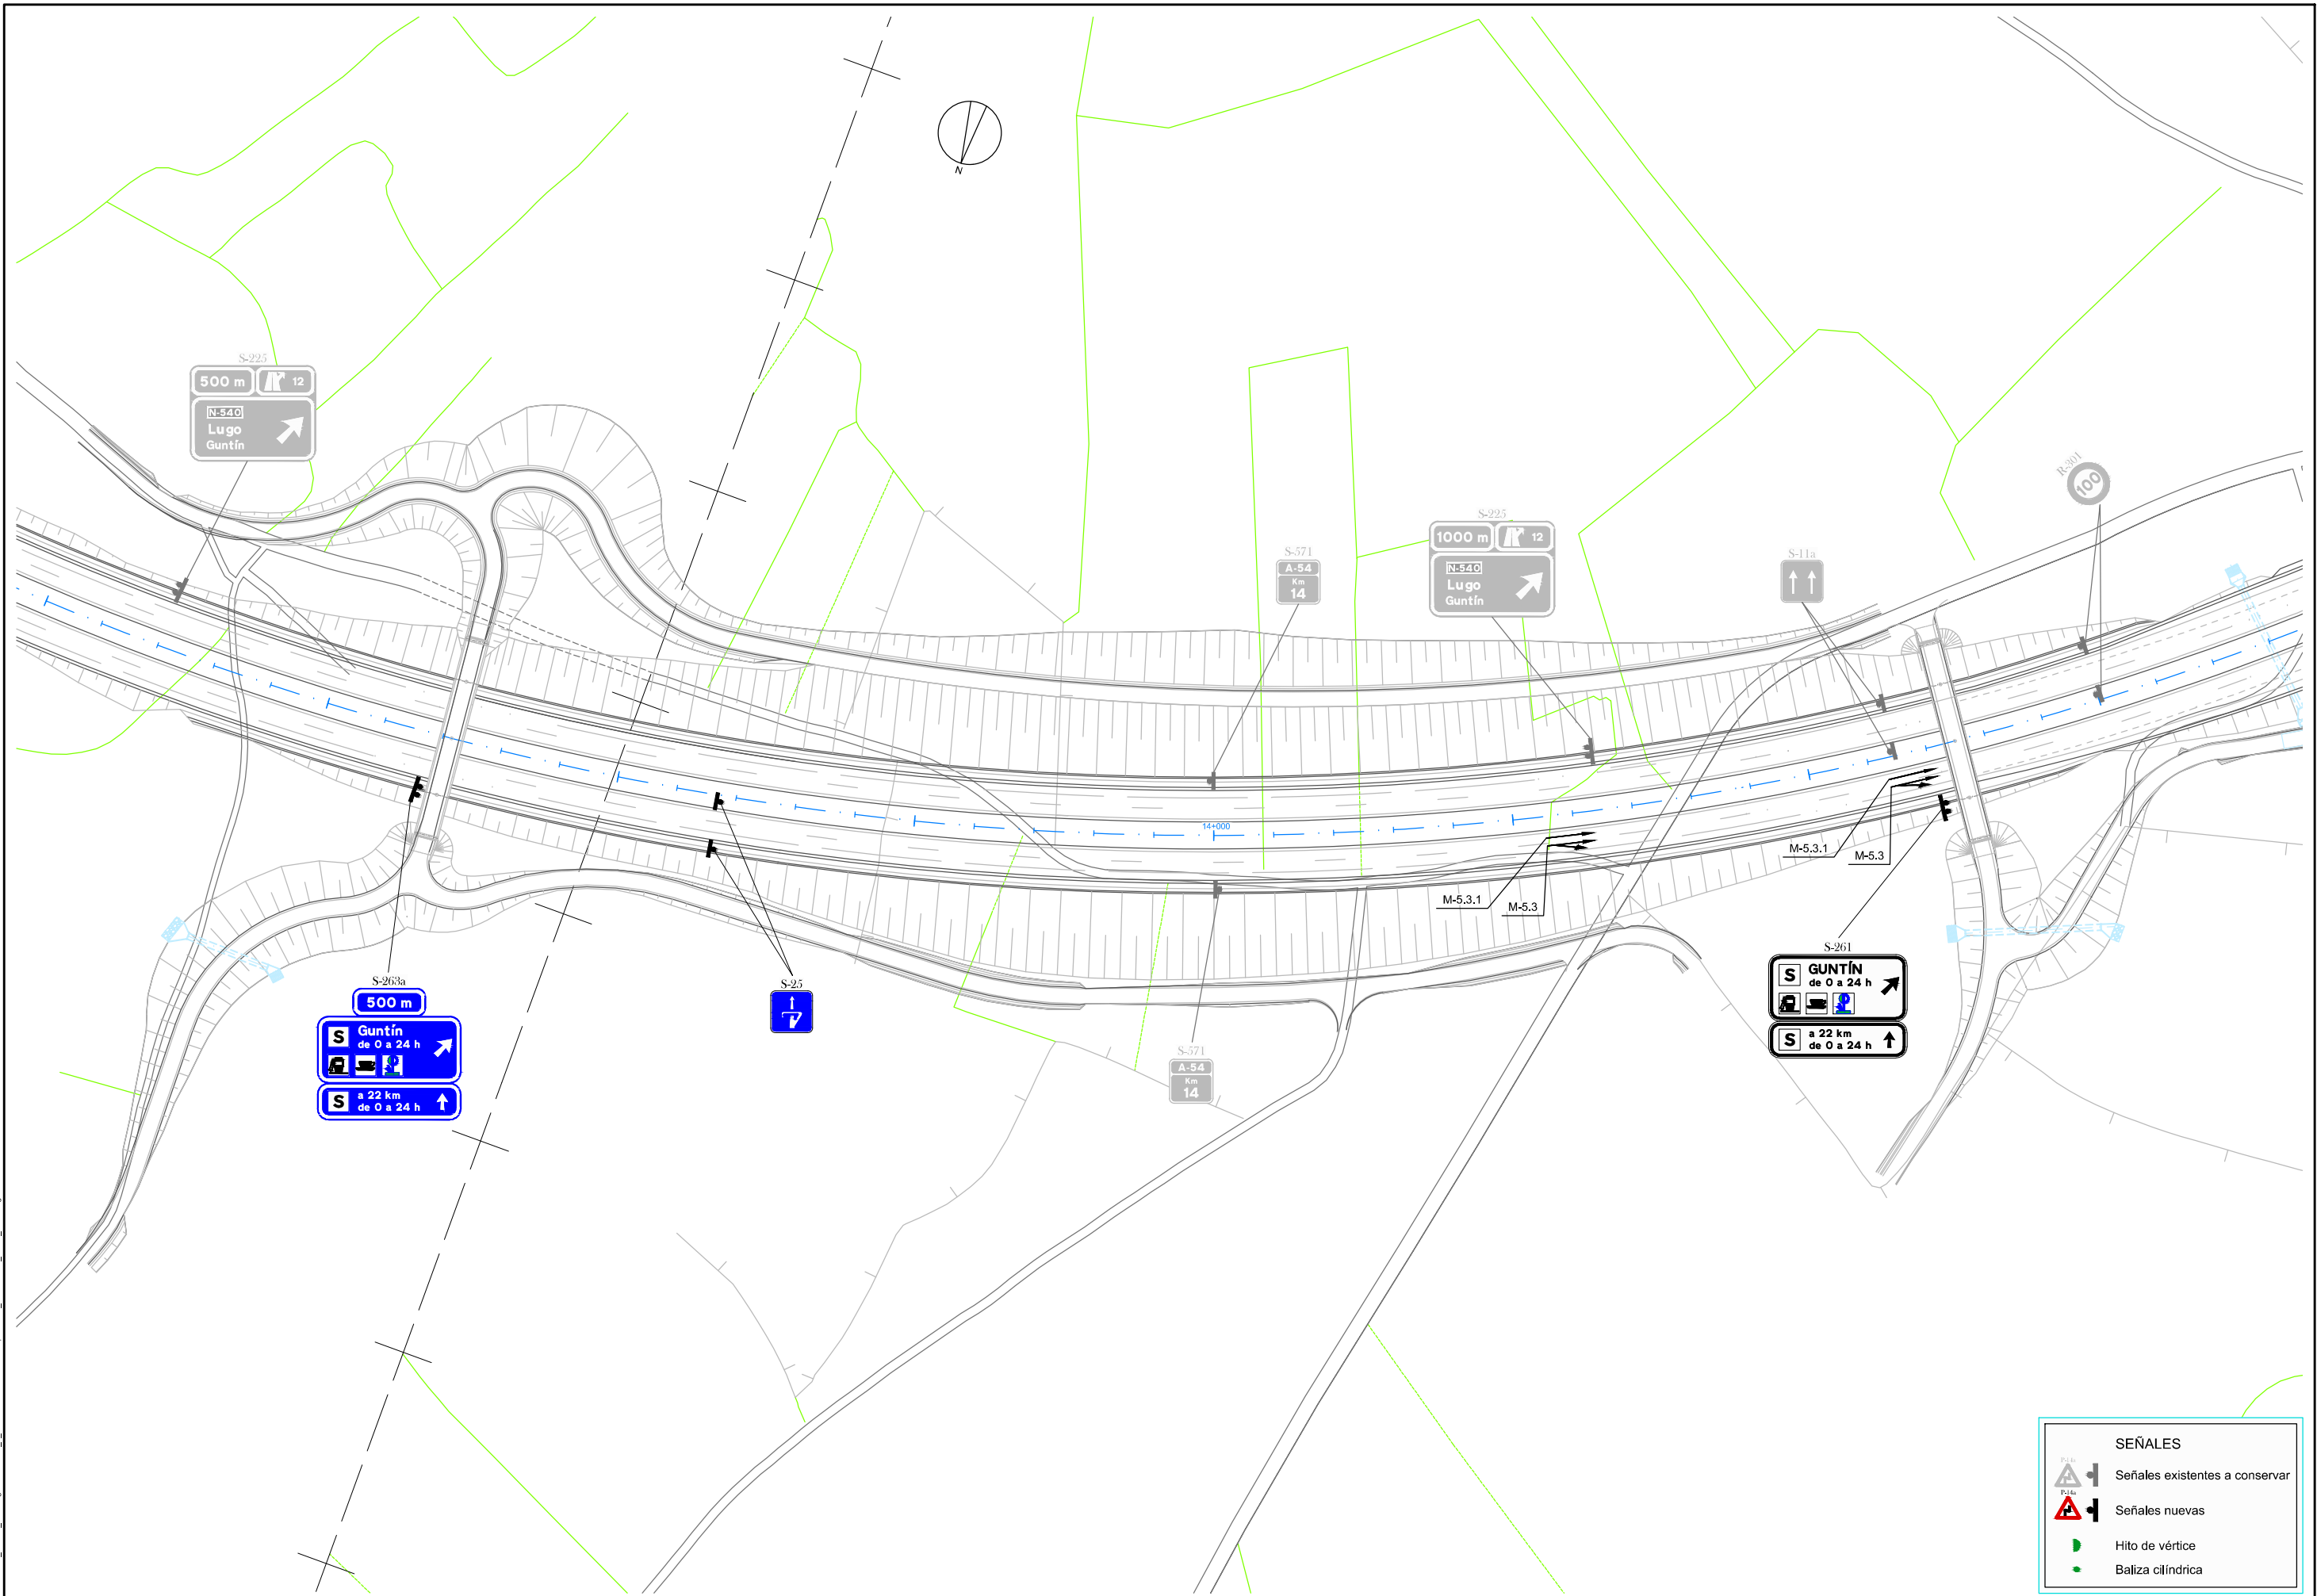 N
S-225
500 m
12
N-540
Lugo
Guntín
S-571
A-54
Km
14
S-225
1000 m
12
N-540
Lugo
Guntín
S-11a
R-301
100
14+000
M-5.3.1
M-5.3
M-5.3.1
M-5.3
S-263a
500 m
S
Guntín
de 0 a 24 h
S
a 22 km
de 0 a 24 h
S-25
S-571
A-54
Km
14
S-261
S
GUNTÍN
de 0 a 24 h
S
a 22 km
de 0 a 24 h
SEÑALES
P-14a
Señales existentes a conservar
P-14a
Señales nuevas
Hito de vértice
Baliza cilíndrica